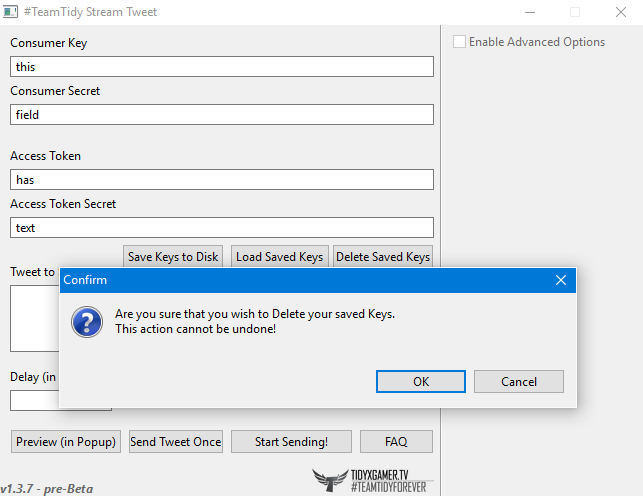 #TeamTidy Stream Tweet
Consumer Key
Enable Advanced Options
this
Consumer Secret
field
Access Token
has
Access Token Secret
text
Save Keys to Disk
Load Saved Keys
Delete Saved Keys
Tweet to
Confirm
Are you sure that you wish to Delete your saved Keys.
This action cannot be undone!
OK
Cancel
Delay (in
Preview (in Popup)
Send Tweet Once
Start Sending!
FAQ
TIDYXGAMER.TV
#TEAMTIDYFOREVER
v1.3.7 - pre-Beta